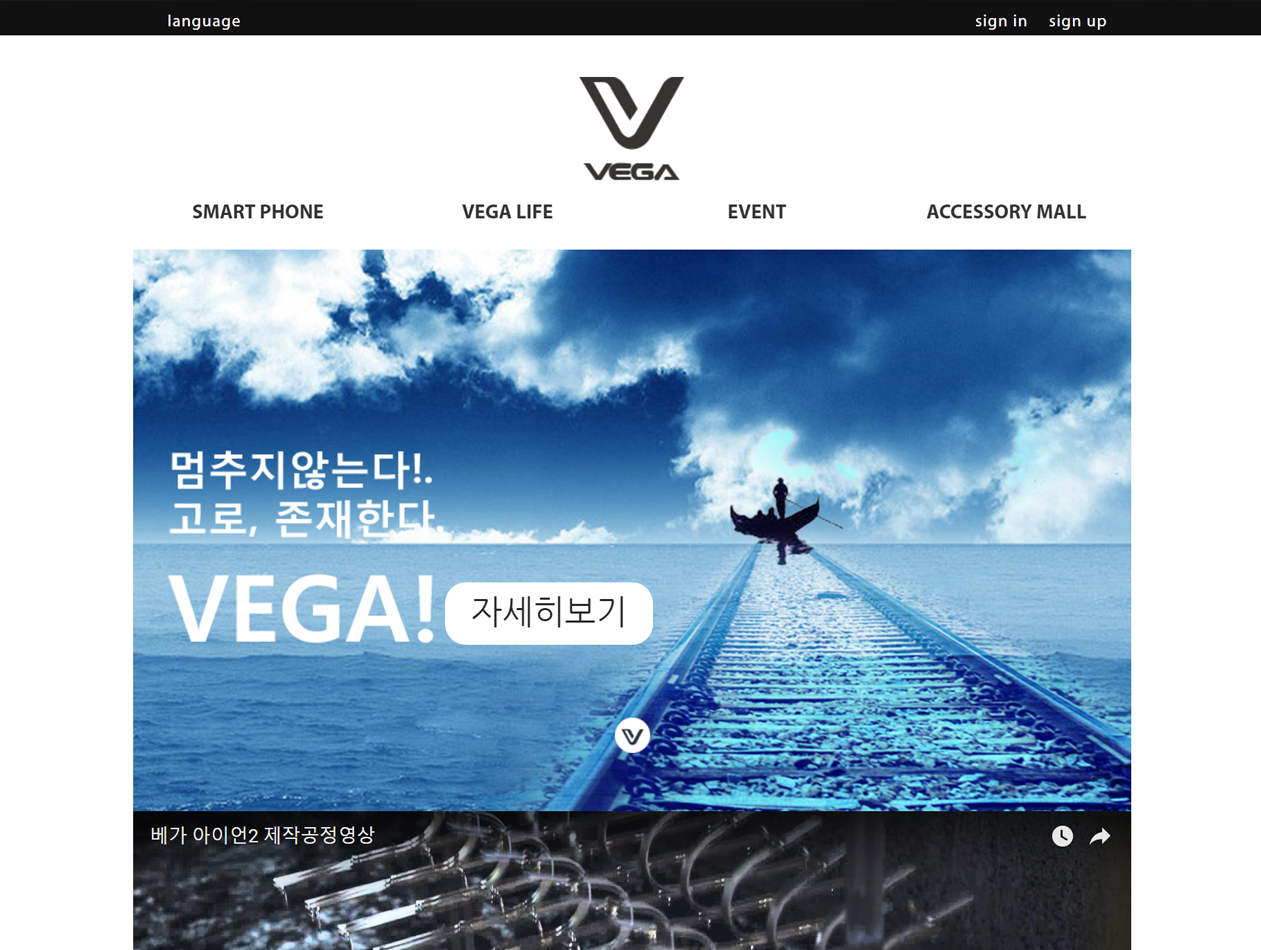 language
sign in
sign up
VEGA
SMART PHONE
VEGA LIFE
EVENT
ACCESSORY MALL
멈추지않는다!.
고로, 존재한다.
VEGA! 자세히보기
베가 아이언2 제작공정영상